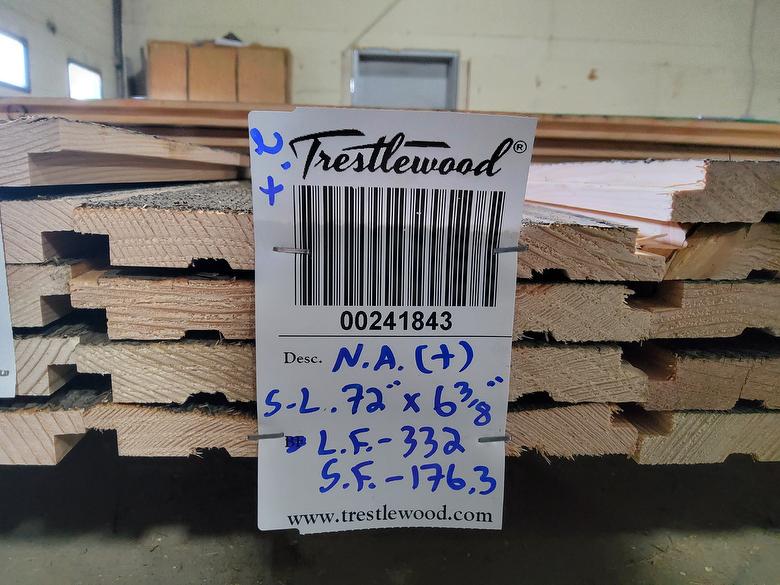 2.+
Trestlewood®
00241843
Desc. N.A. (+)
S-L. 72" x 6 3/8"
L.F.-332
S.F.-176.3
www.trestlewood.com